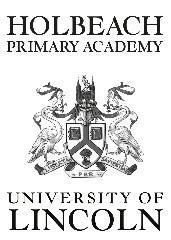 HOLBEACH
PRIMARY ACADEMY
UNIVERSITY OF
LINCOLN